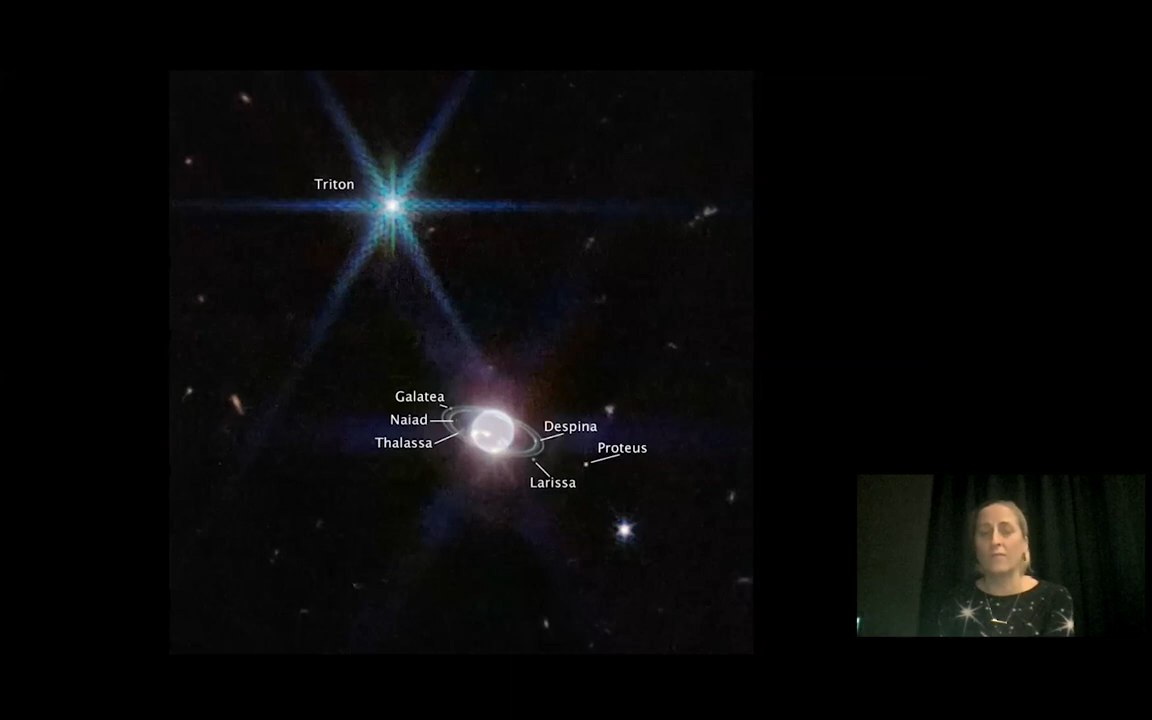 Triton
Galatea
Naiad
Thalassa
Despina
Proteus
Larissa